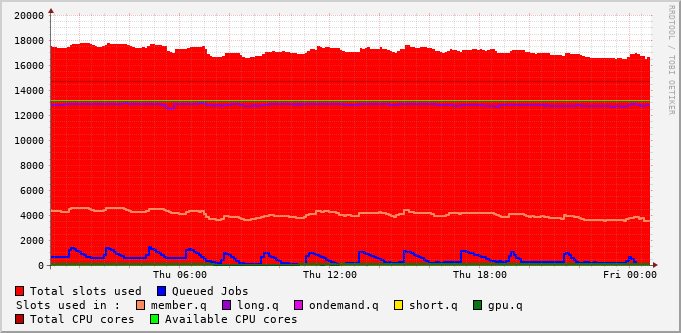 20000
18000
16000
14000
12000
10000
8000
6000
4000
2000
0
Thu 06:00 Thu 12:00 Thu 18:00 Fri 00:00
RRDTOOL / TOBI OETIKER
Total slots used Queued Jobs
Slots used in : member.q long.q ondemand.q short.q gpu.q
Total CPU cores Available CPU cores